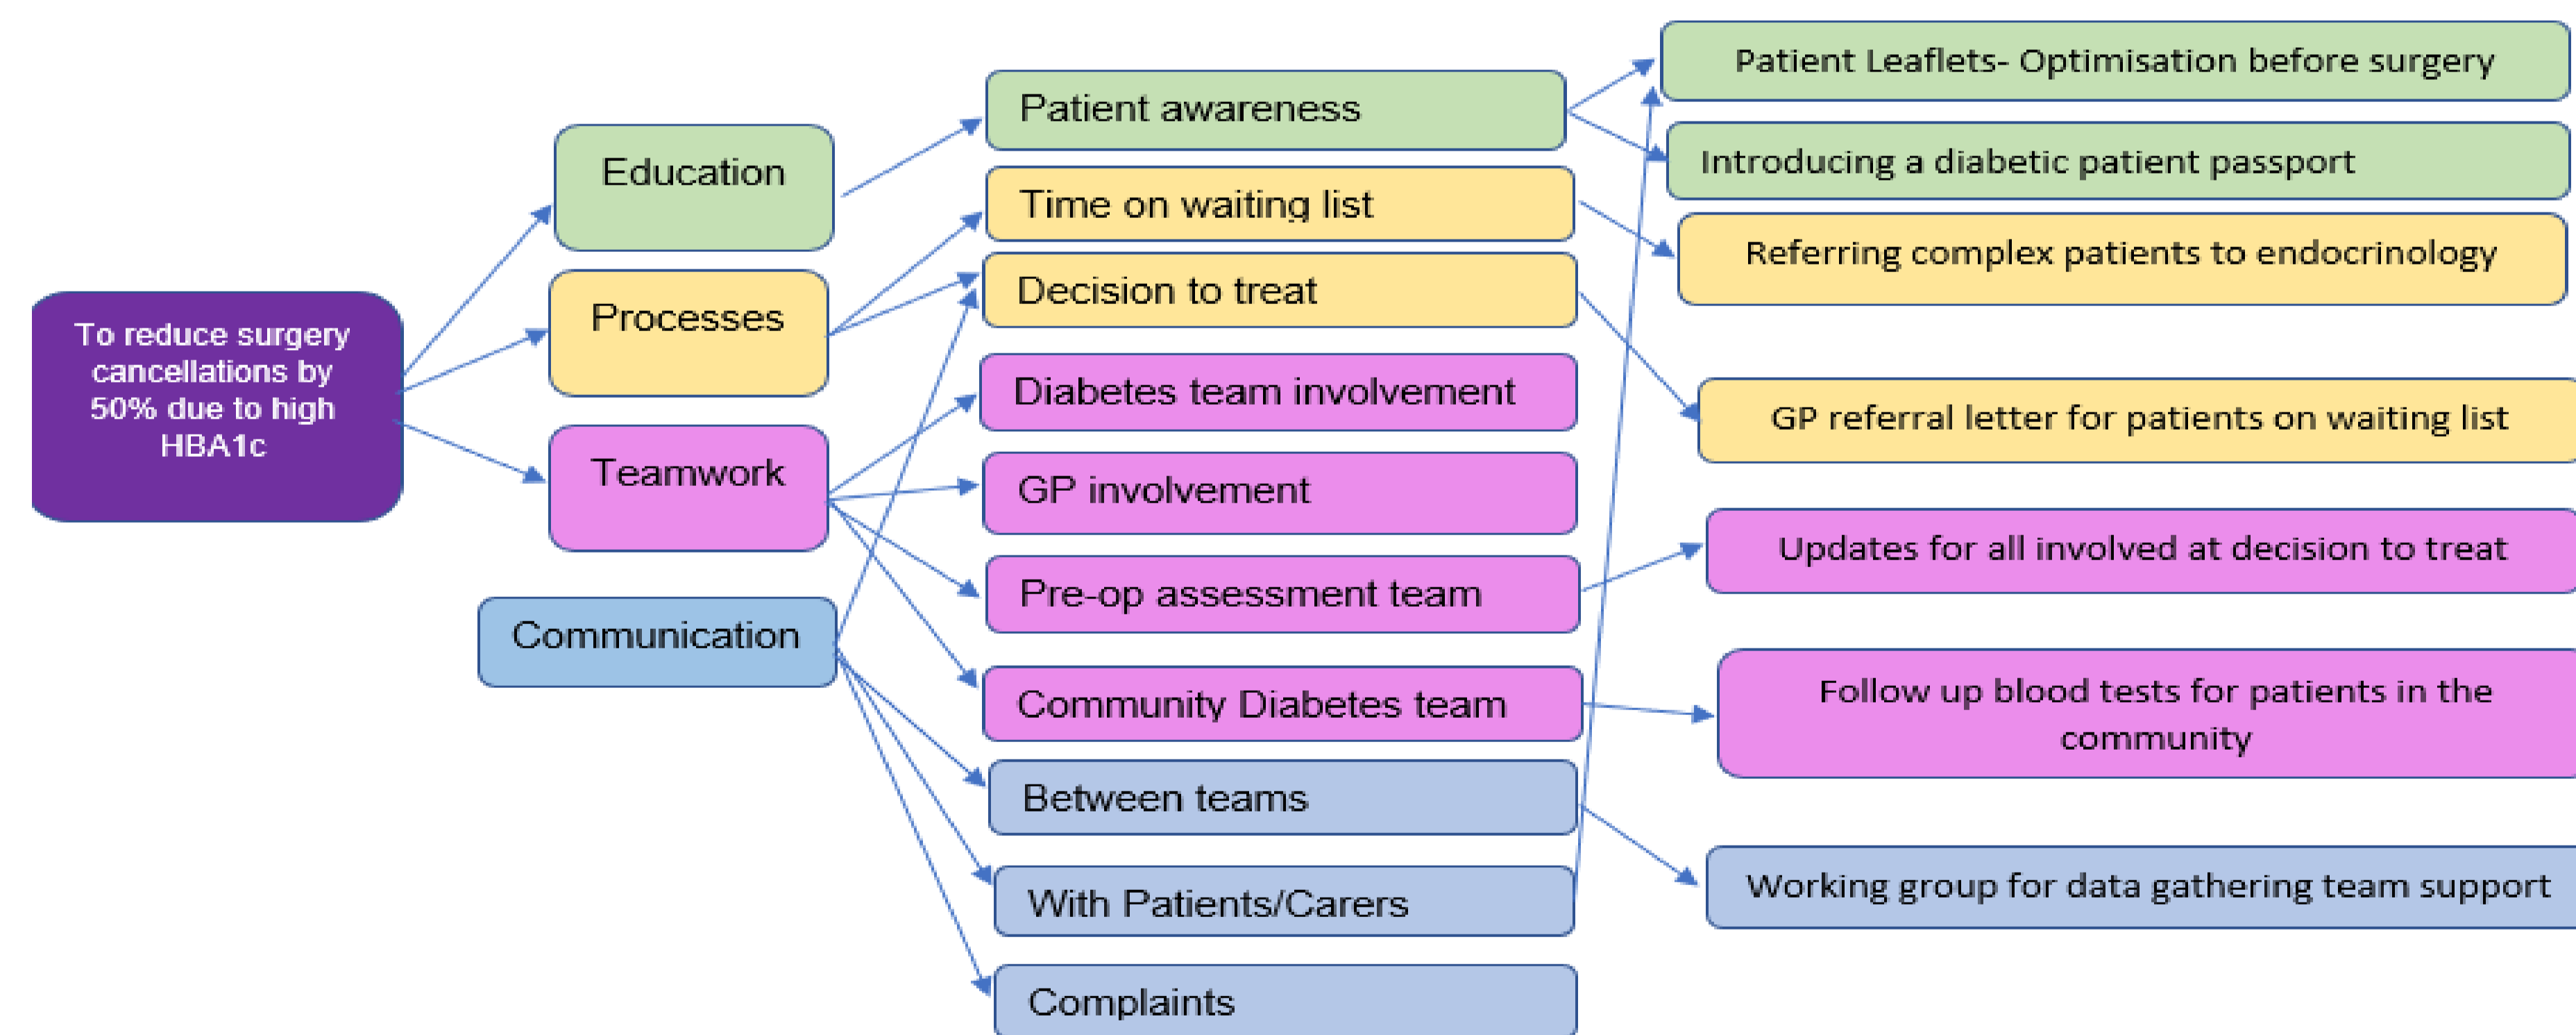 To reduce surgery
cancellations by
50% due to high
HBA1c
Education
Processes
Teamwork
Communication
Patient awareness
Time on waiting list
Decision to treat
Diabetes team involvement
GP involvement
Pre-op assessment team
Community Diabetes team
Between teams
With Patients/Carers
Complaints
Patient Leaflets- Optimisation before surgery
Introducing a diabetic patient passport
Referring complex patients to endocrinology
GP referral letter for patients on waiting list
Updates for all involved at decision to treat
Follow up blood tests for patients in the
community
Working group for data gathering team support